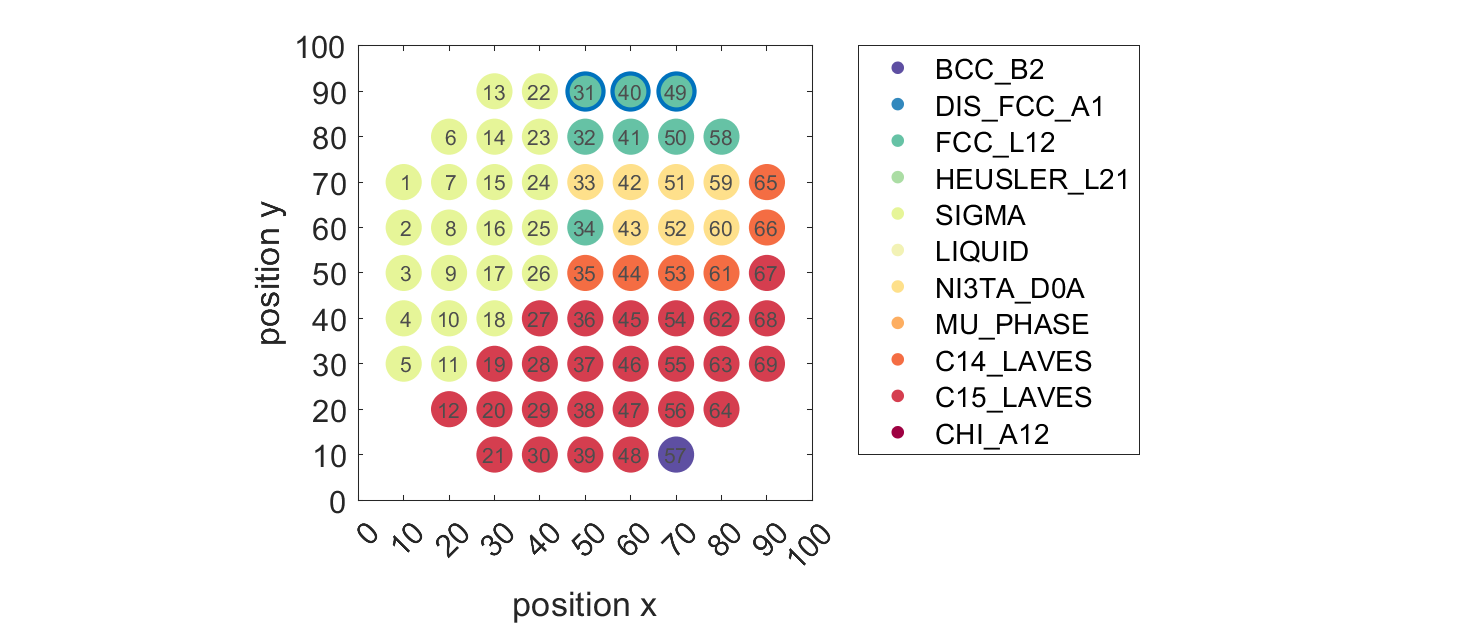 100
90 13 22 31 40 49
80 6 14 23 32 41 50 58
70 1 7 15 24 33 42 51 59 65
60 2 8 16 25 34 43 52 60 66
50 3 9 17 26 35 44 53 61 67
40 4 10 18 27 36 45 54 62 68
30 5 11 19 28 37 46 55 63 69
20 12 20 29 38 47 56 64
10 21 30 39 48 57
0
position y
0 10 20 30 40 50 60 70 80 90 100
position x
BCC_B2
DIS_FCC_A1
FCC_L12
HEUSLER_L21
SIGMA
LIQUID
NI3TA_D0A
MU_PHASE
C14_LAVES
C15_LAVES
CHI_A12